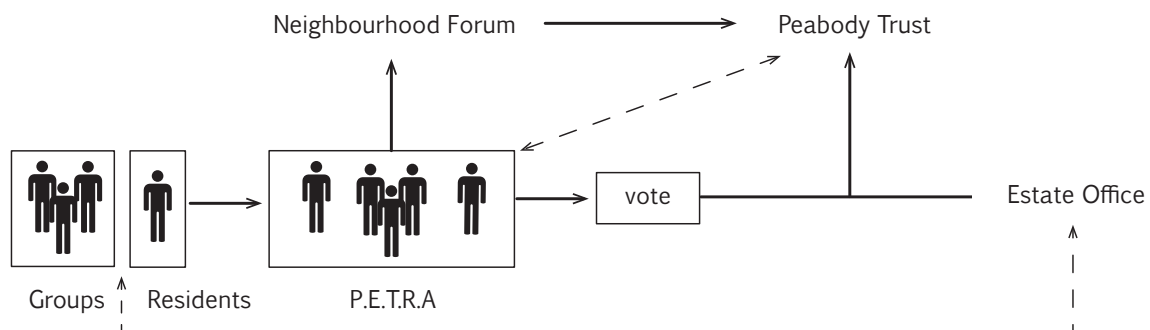 Neighbourhood Forum
Peabody Trust
vote
Estate Office
Groups
Residents
P.E.T.R.A